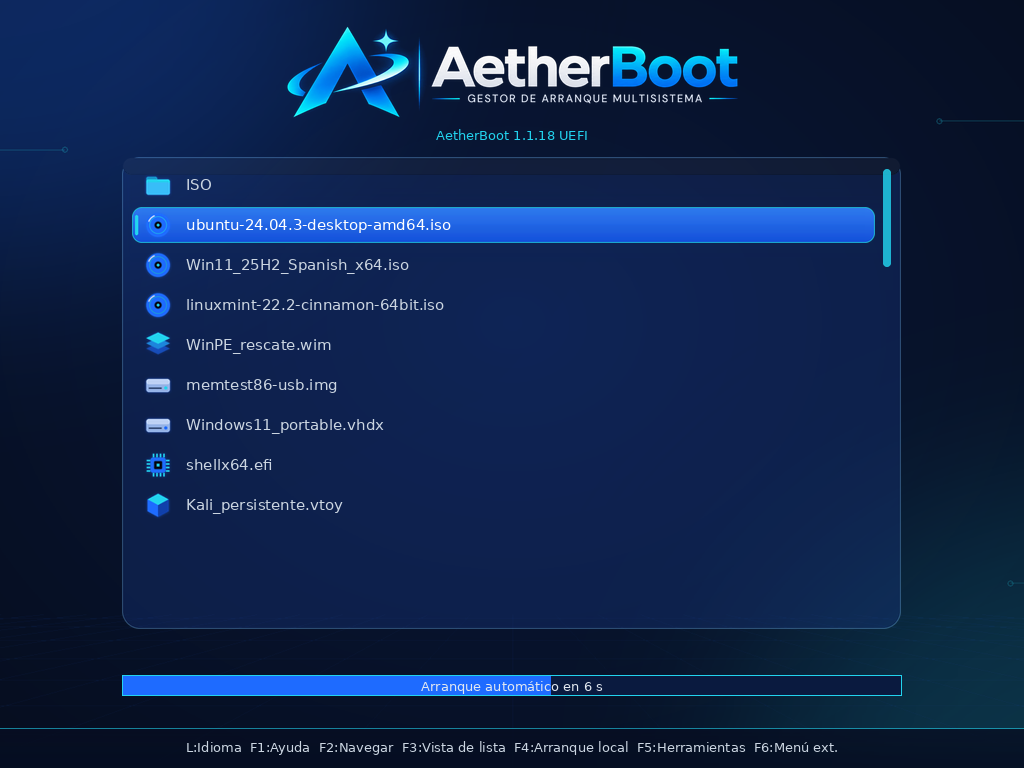 AetherBoot
GESTOR DE ARRANQUE MULTISISTEMA
AetherBoot 1.1.18 UEFI
ISO
ubuntu-24.04.3-desktop-amd64.iso
Win11_25H2_Spanish_x64.iso
linuxmint-22.2-cinnamon-64bit.iso
WinPE_rescate.wim
memtest86-usb.img
Windows11_portable.vhdx
shellx64.efi
Kali_persistente.vtoy
Arranque automático en 6 s
L:Idioma F1:Ayuda F2:Navegar F3:Vista de lista F4:Arranque local F5:Herramientas F6:Menú ext.